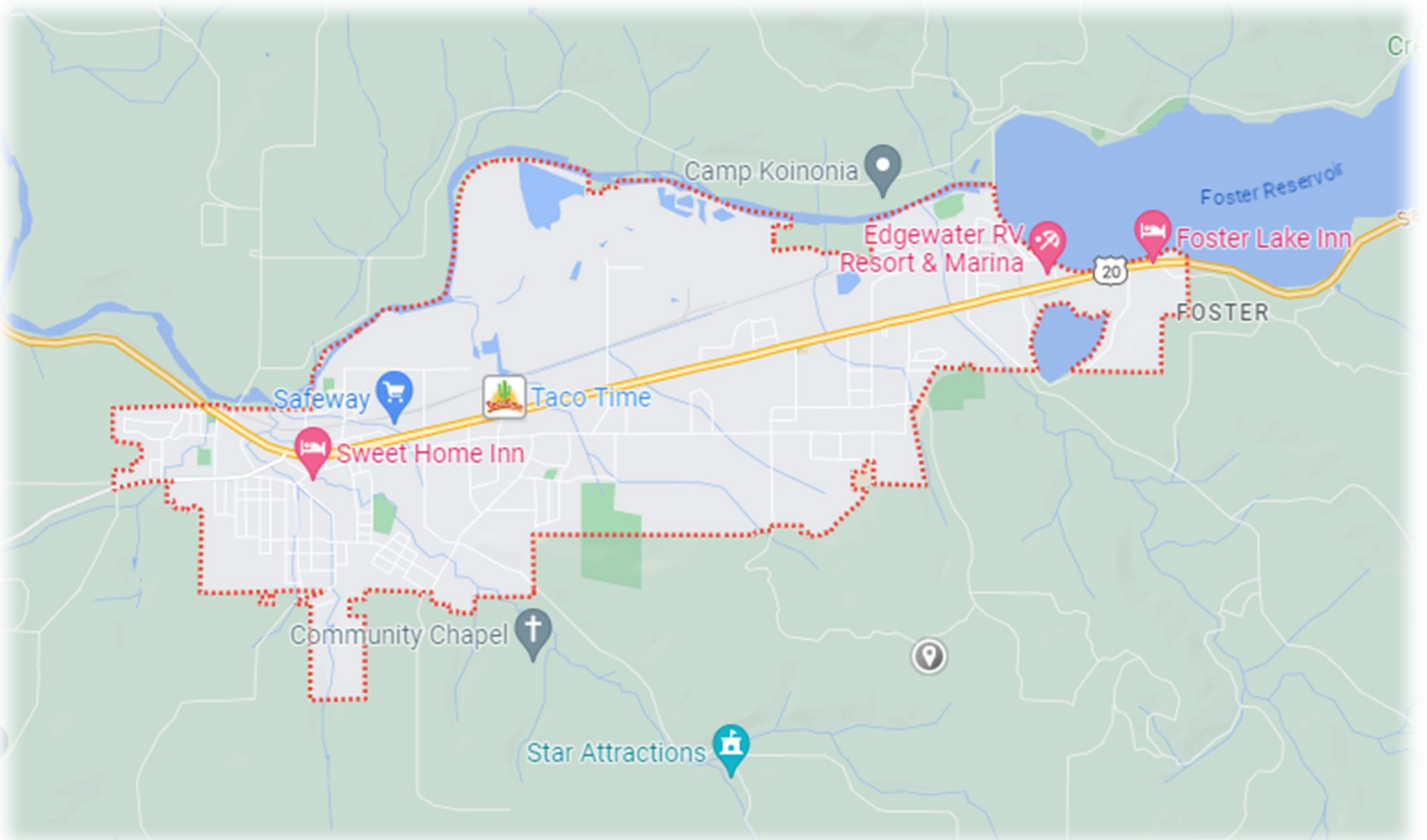 Cre
Camp Koinonia
Foster Reservoir
Edgewater RV
Resort & Marina
Foster Lake Inn
20
FOSTER
Safeway
Taco Time
Sweet Home Inn
Community Chapel
Star Attractions